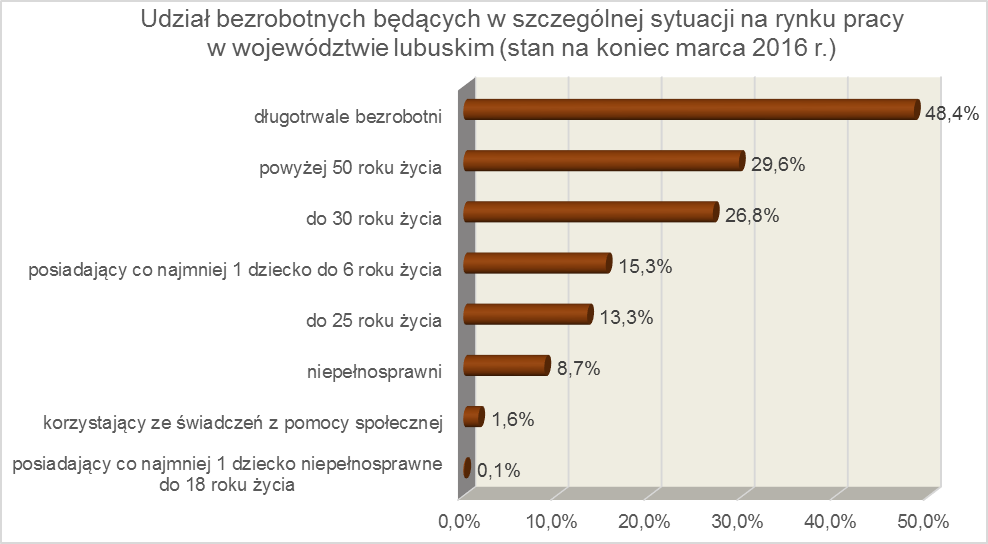 Udział bezrobotnych będących w szczególnej sytuacji na rynku pracy
w województwie lubuskim (stan na koniec marca 2016 r.)
długotrwale bezrobotni
48,4%
powyżej 50 roku życia
29,6%
do 30 roku życia
26,8%
posiadający co najmniej 1 dziecko do 6 roku życia
15,3%
do 25 roku życia
13,3%
niepełnosprawni
8,7%
korzystający ze świadczeń z pomocy społecznej
1,6%
posiadający co najmniej 1 dziecko niepełnosprawne
do 18 roku życia
0,1%
0,0% 10,0% 20,0% 30,0% 40,0% 50,0%